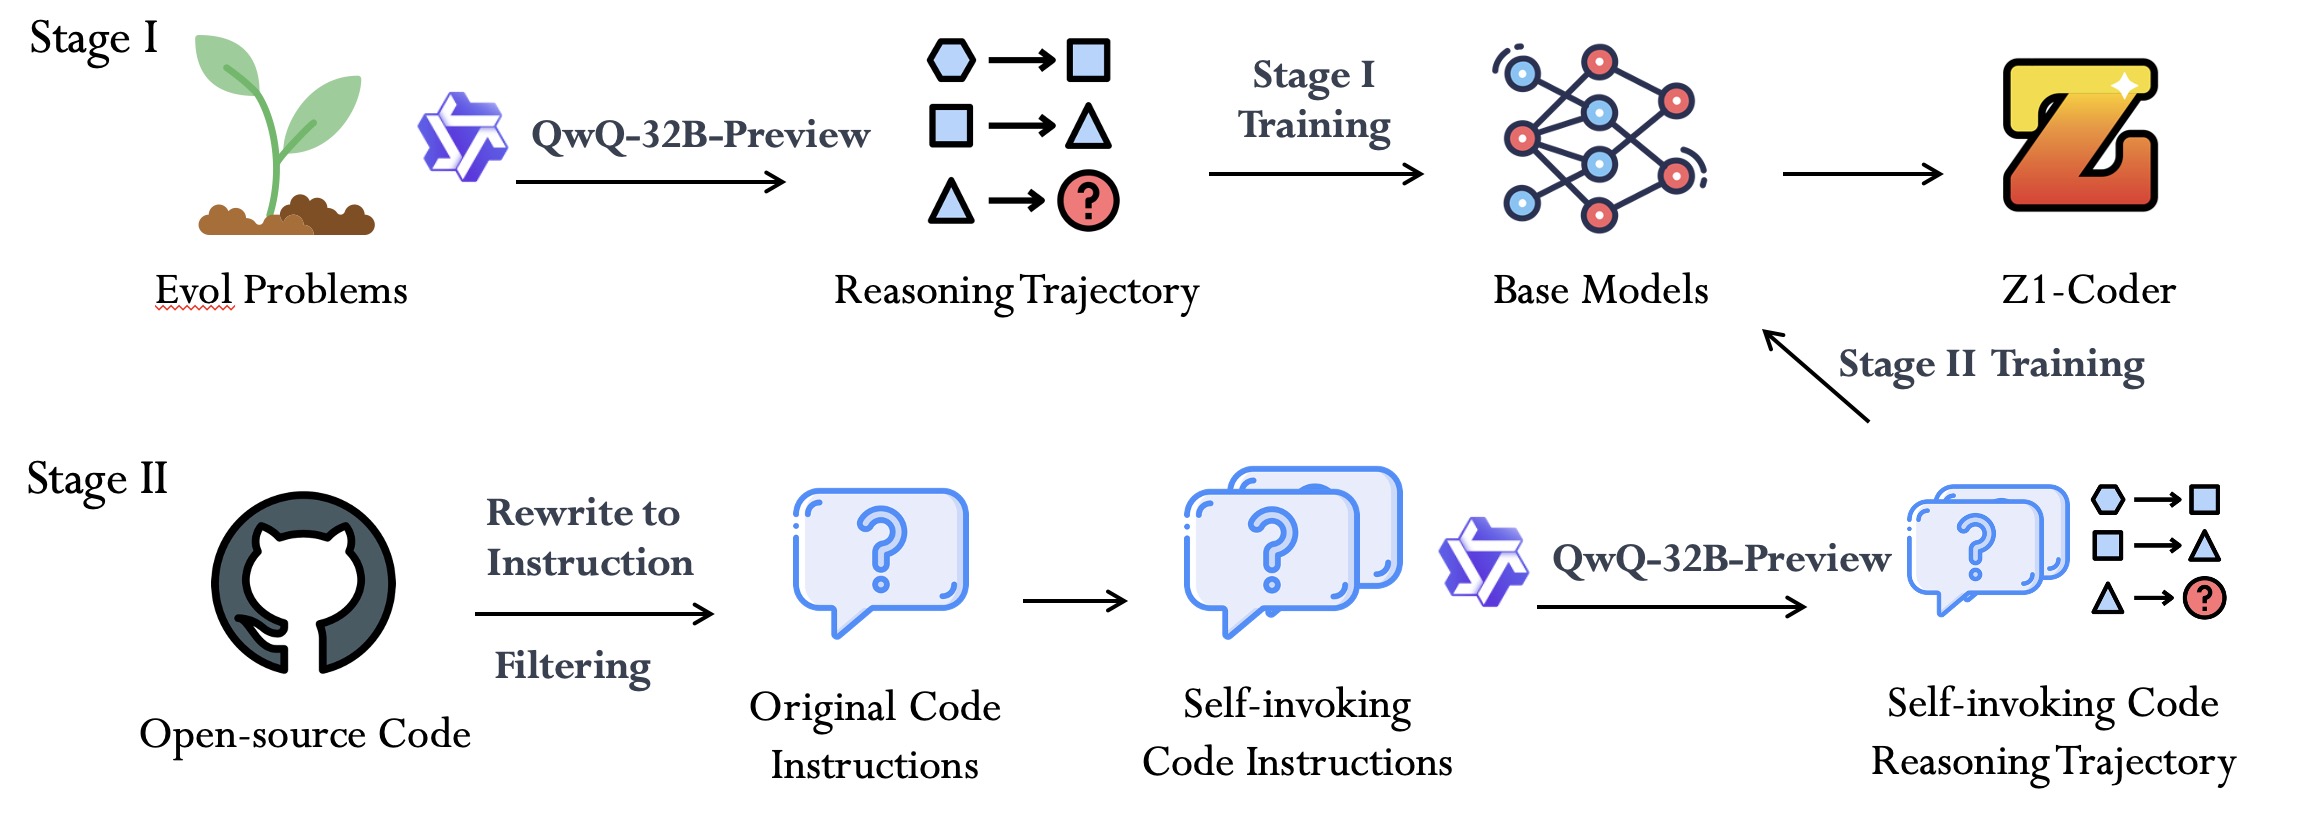 Stage I
QwQ-32B-Preview
Stage I
Training
?
Z
Evol Problems
Reasoning Trajectory
Base Models
Z1-Coder
Stage II Training
Stage II
Rewrite to
Instruction
Filtering
?
?
QwQ-32B-Preview
?
?
Open-source Code
Original Code
Instructions
Self-invoking
Code Instructions
Self-invoking Code
Reasoning Trajectory